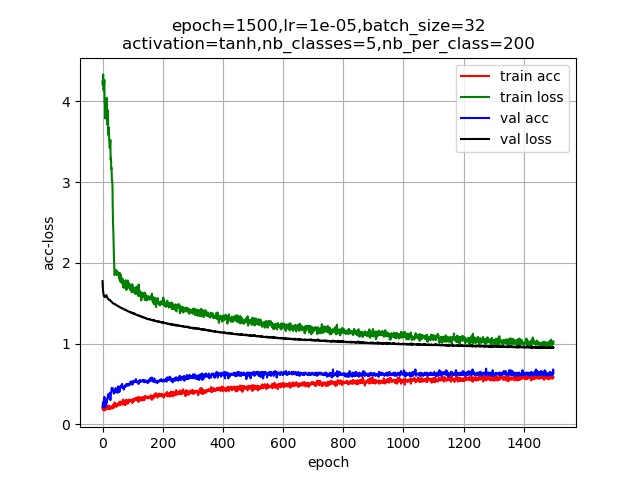 epoch=1500,lr=1e-05,batch_size=32
activation=tanh,nb_classes=5,nb_per_class=200
train acc
train loss
val acc
val loss
4
3
2
1
0
acc-loss
0 200 400 600 800 1000 1200 1400
epoch